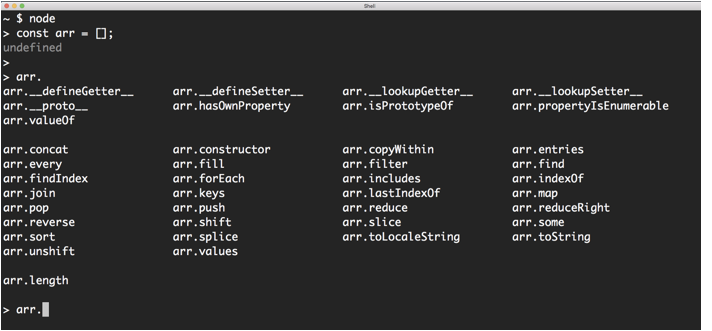 Shell
~ $ node
> const arr = [];
undefined
>
> arr.
arr.__defineGetter__ arr.__defineSetter__ arr.__lookupGetter__ arr.__lookupSetter__
arr.__proto__ arr.hasOwnProperty arr.isPrototypeOf arr.propertyIsEnumerable
arr.valueOf
arr.concat arr.constructor arr.copyWithin arr.entries
arr.every arr.fill arr.filter arr.find
arr.findIndex arr.forEach arr.includes arr.indexOf
arr.join arr.keys arr.lastIndexOf arr.map
arr.pop arr.push arr.reduce arr.reduceRight
arr.reverse arr.shift arr.slice arr.some
arr.sort arr.splice arr.toLocaleString arr.toString
arr.unshift arr.values
arr.length
> arr.